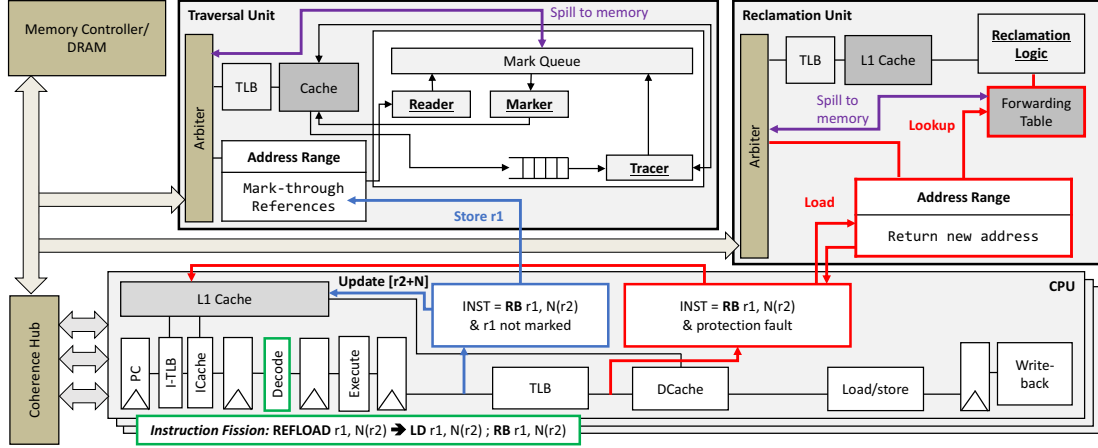 Memory Controller/
DRAM
Traversal Unit
Spill to memory
Arbiter
TLB
Cache
Mark Queue
Reader
Marker
Tracer
Address Range
Mark-through
References
Store r1
Reclamation Unit
Arbiter
TLB
L1 Cache
Reclamation
Logic
Spill to
memory
Forwarding
Table
Lookup
Load
Address Range
Return new address
Coherence Hub
CPU
L1 Cache
Update [r2+N]
INST = RB r1, N(r2)
& r1 not marked
INST = RB r1, N(r2)
& protection fault
PC
I-TLB
ICache
Decode
Execute
TLB
DCache
Load/store
Write-
back
Instruction Fission: REFLOAD r1, N(r2) ➔ LD r1, N(r2) ; RB r1, N(r2)